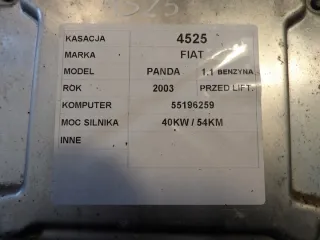 4525
KASACJA 4525
MARKA FIAT
MODEL PANDA 1,1 BENZYNA
ROK 2003 PRZED LIFT.
KOMPUTER 55196259
MOC SILNIKA 40KW / 54KM
INNE